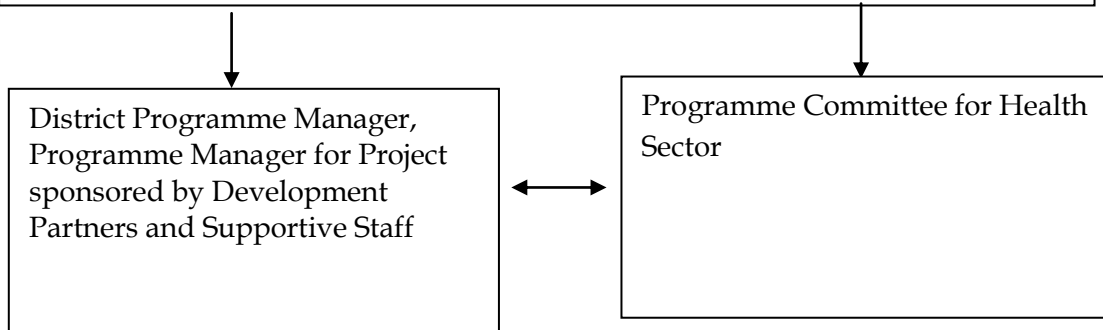 District Programme Manager,
Programme Manager for Project
sponsored by Development
Partners and Supportive Staff
Programme Committee for Health
Sector